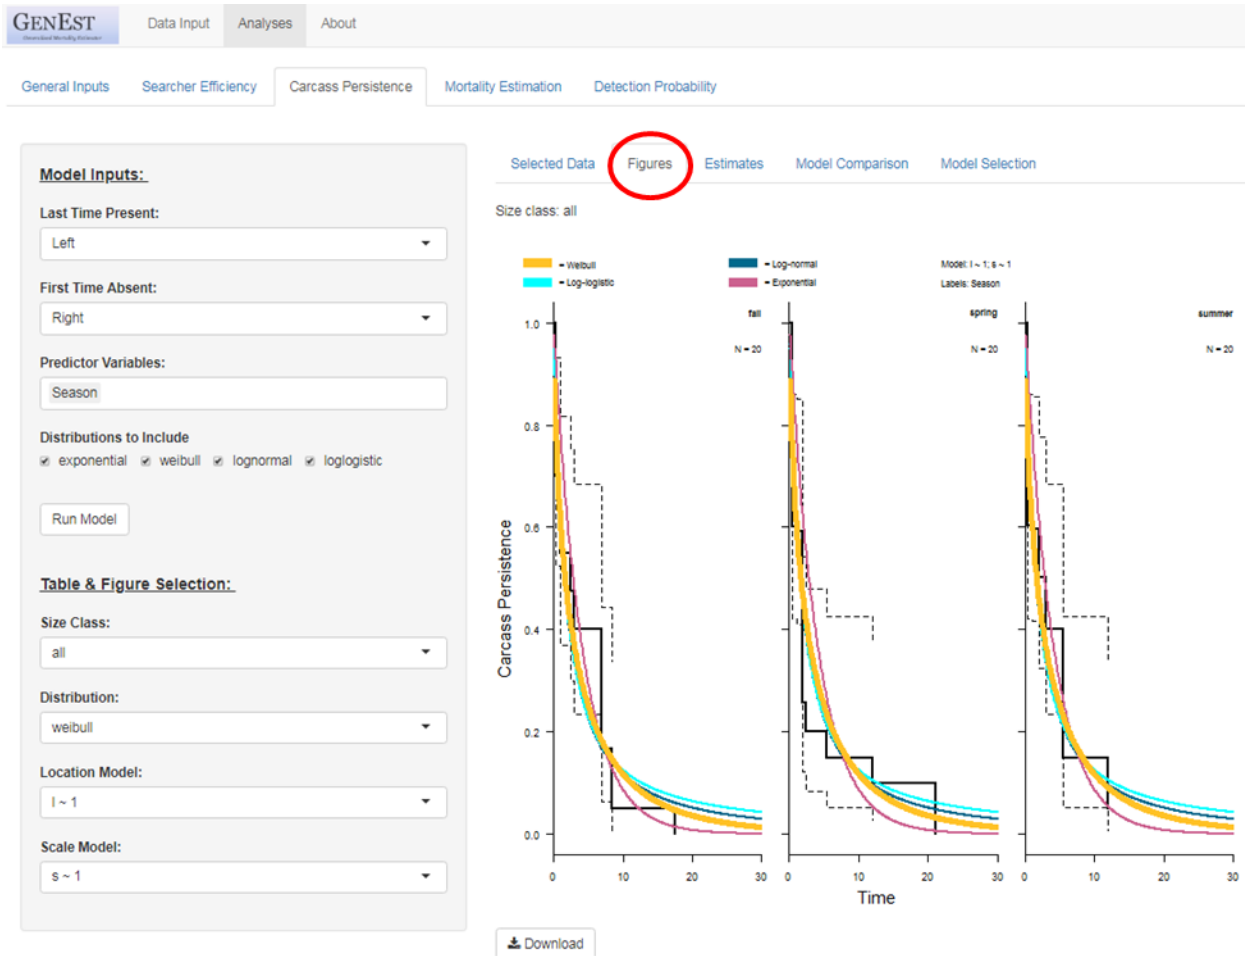 GENEST
Generalized Mortality Estimator
Data Input
Analyses
About
General Inputs
Searcher Efficiency
Carcass Persistence
Mortality Estimation
Detection Probability
Model Inputs:
Last Time Present:
Left
First Time Absent:
Right
Predictor Variables:
Season
Distributions to Include
exponential weibull lognormal loglogistic
Run Model
Table & Figure Selection:
Size Class:
all
Distribution:
weibull
Location Model:
l ~ 1
Scale Model:
s ~ 1
Selected Data
Figures
Estimates
Model Comparison
Model Selection
Size class: all
= Weibull
= Log-normal
Model: l ~ 1; s ~ 1
= Log-logistic
= Exponential
Labels: Season
fall
spring
summer
N = 20
N = 20
N = 20
1.0
0.8
0.6
0.4
0.2
0.0
Carcass Persistence
0 10 20 30
0 10 20 30
0 10 20 30
Time
Download